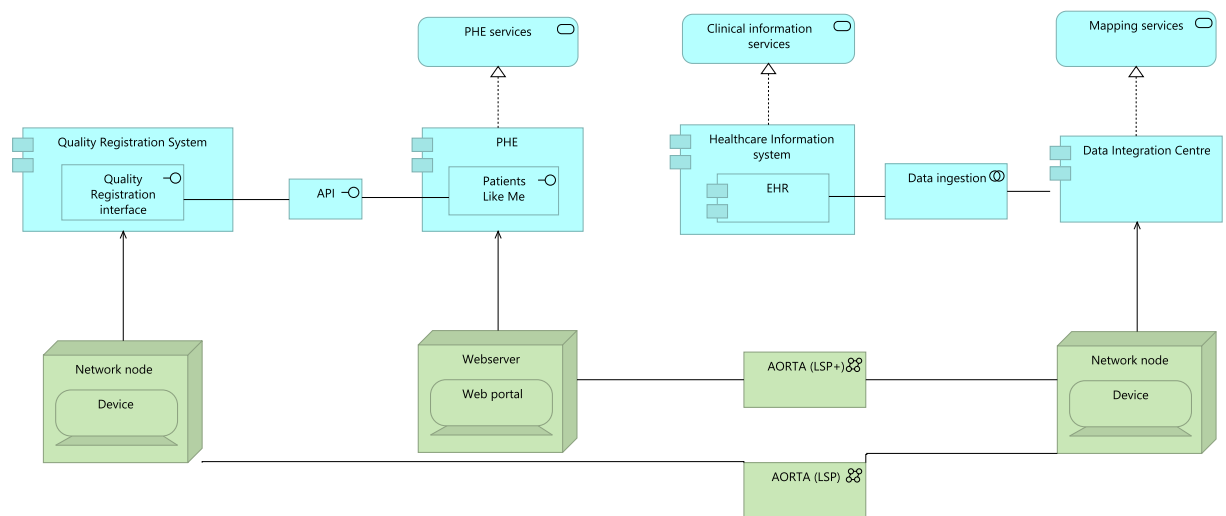 PHE services
Clinical information
services
Mapping services
Quality Registration System
Quality
Registration
interface
API
PHE
Patients
Like Me
Healthcare Information
system
EHR
Data ingestion
Data Integration Centre
Network node
Device
Webserver
Web portal
AORTA (LSP+)
Network node
Device
AORTA (LSP)